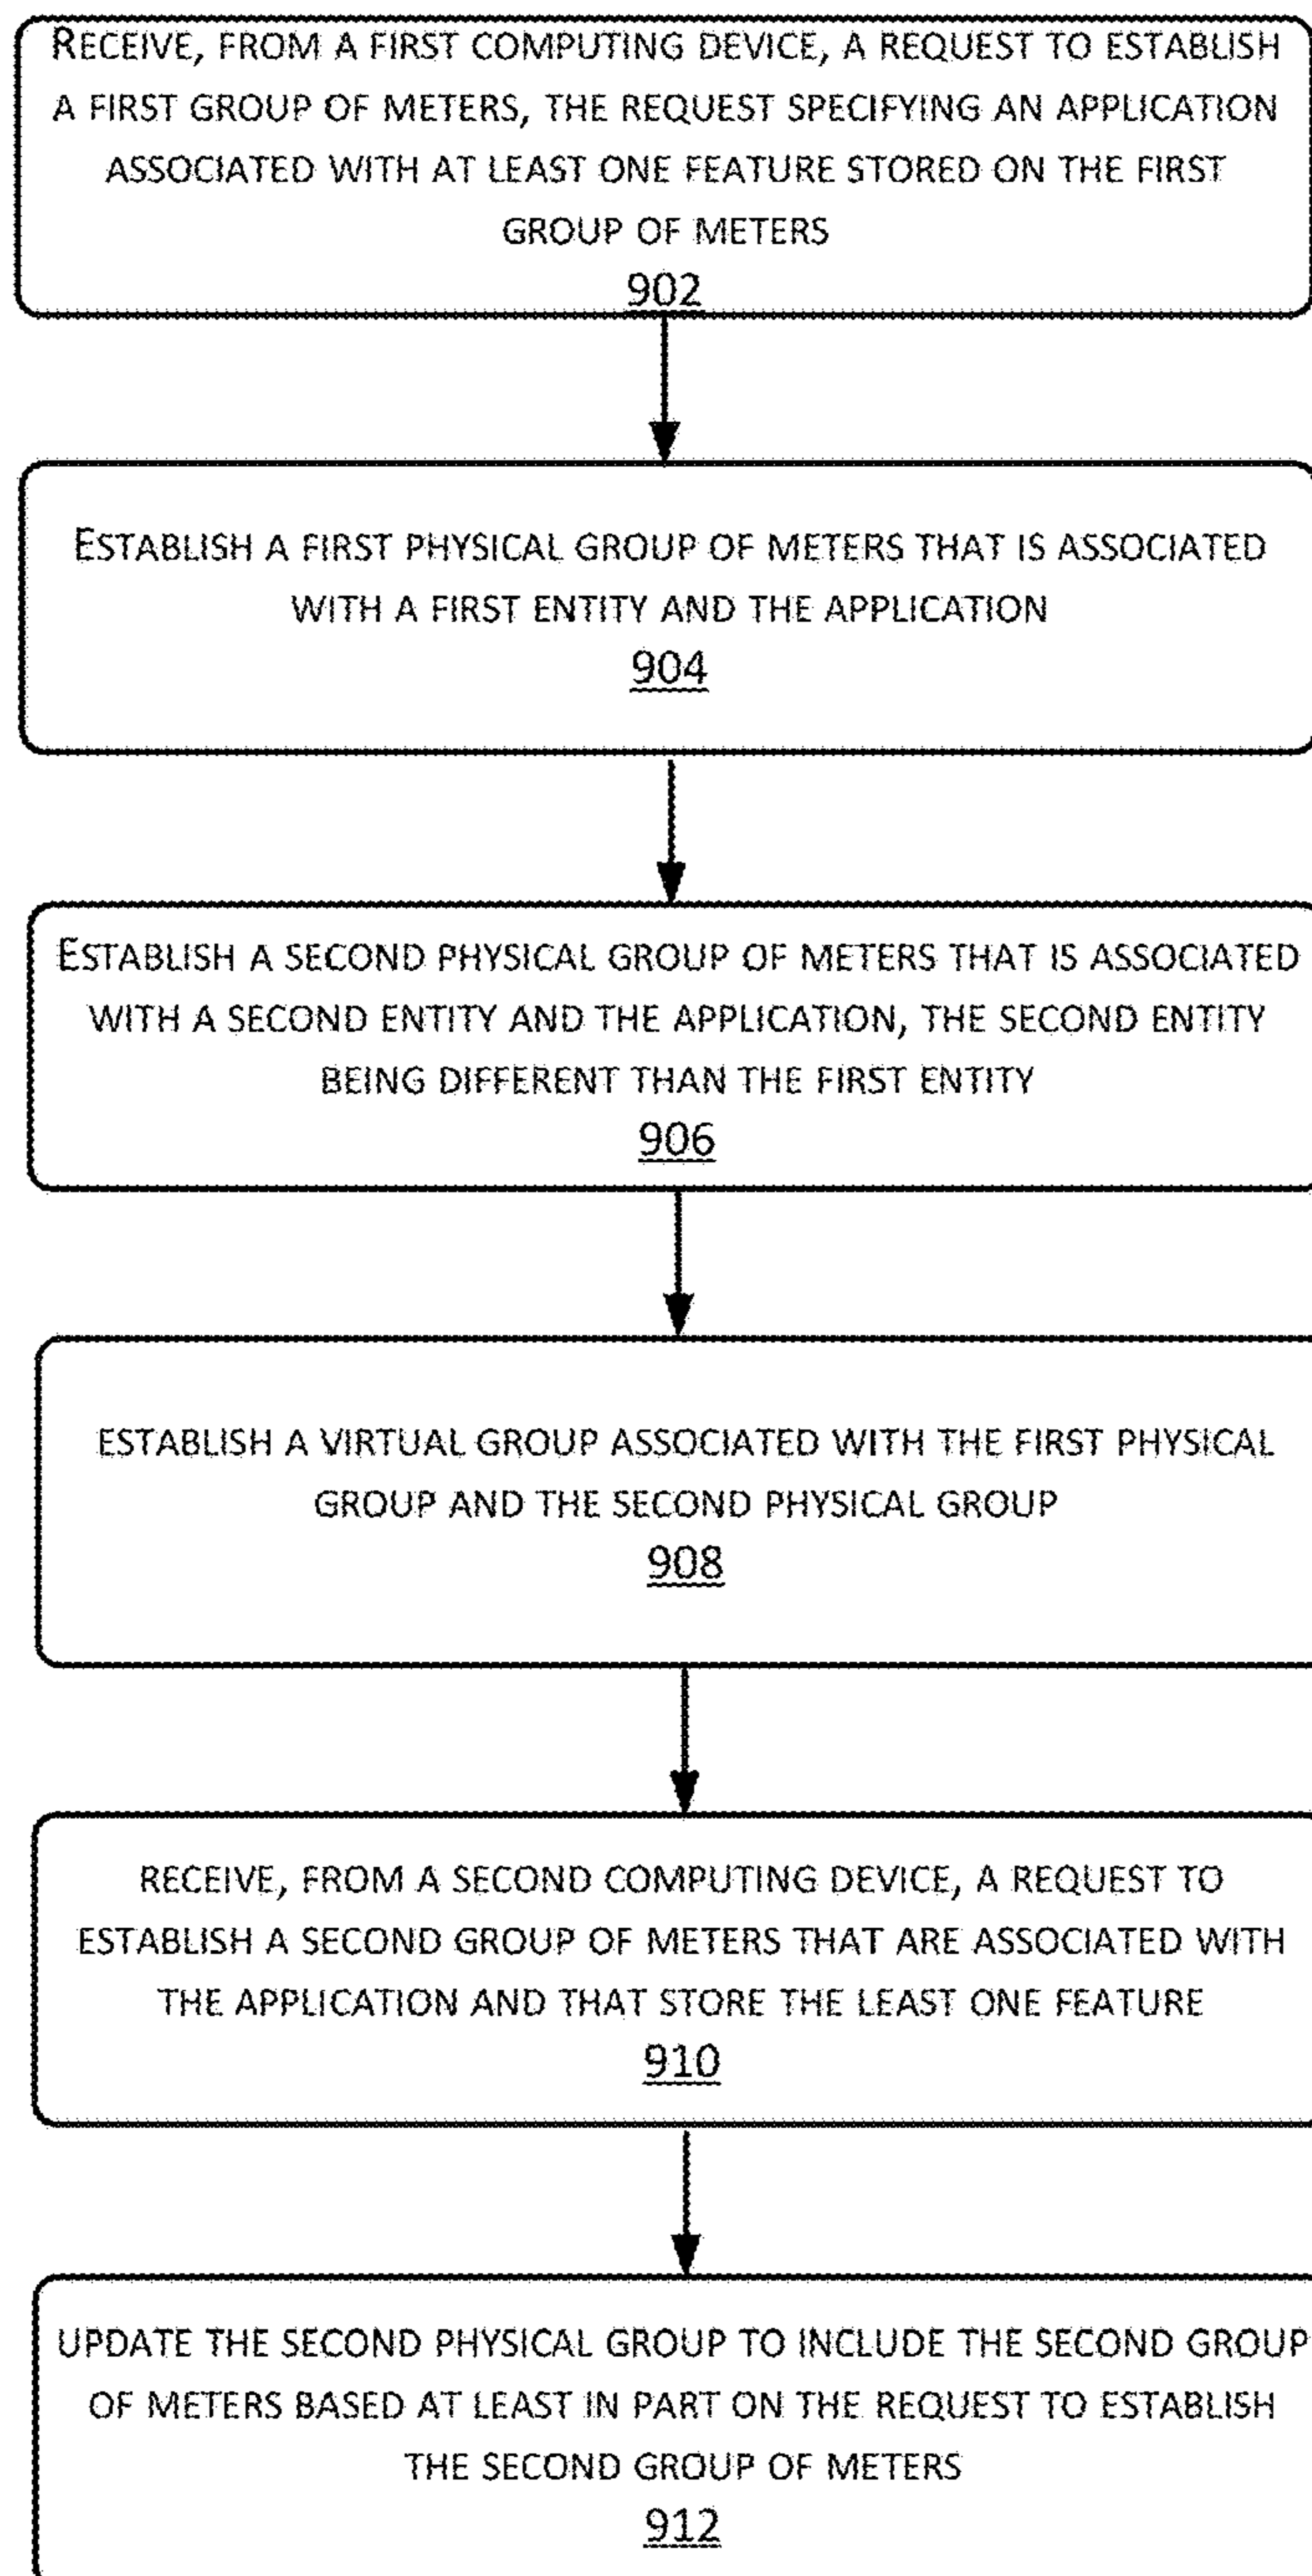 RECEIVE, FROM A FIRST COMPUTING DEVICE, A REQUEST TO ESTABLISH
A FIRST GROUP OF METERS, THE REQUEST SPECIFYING AN APPLICATION
ASSOCIATED WITH AT LEAST ONE FEATURE STORED ON THE FIRST
GROUP OF METERS
902
ESTABLISH A FIRST PHYSICAL GROUP OF METERS THAT IS ASSOCIATED
WITH A FIRST ENTITY AND THE APPLICATION
904
ESTABLISH A SECOND PHYSICAL GROUP OF METERS THAT IS ASSOCIATED
WITH A SECOND ENTITY AND THE APPLICATION, THE SECOND ENTITY
BEING DIFFERENT THAN THE FIRST ENTITY
906
ESTABLISH A VIRTUAL GROUP ASSOCIATED WITH THE FIRST PHYSICAL
GROUP AND THE SECOND PHYSICAL GROUP
908
RECEIVE, FROM A SECOND COMPUTING DEVICE, A REQUEST TO
ESTABLISH A SECOND GROUP OF METERS THAT ARE ASSOCIATED WITH
THE APPLICATION AND THAT STORE THE LEAST ONE FEATURE
910
UPDATE THE SECOND PHYSICAL GROUP TO INCLUDE THE SECOND GROUP
OF METERS BASED AT LEAST IN PART ON THE REQUEST TO ESTABLISH
THE SECOND GROUP OF METERS
912